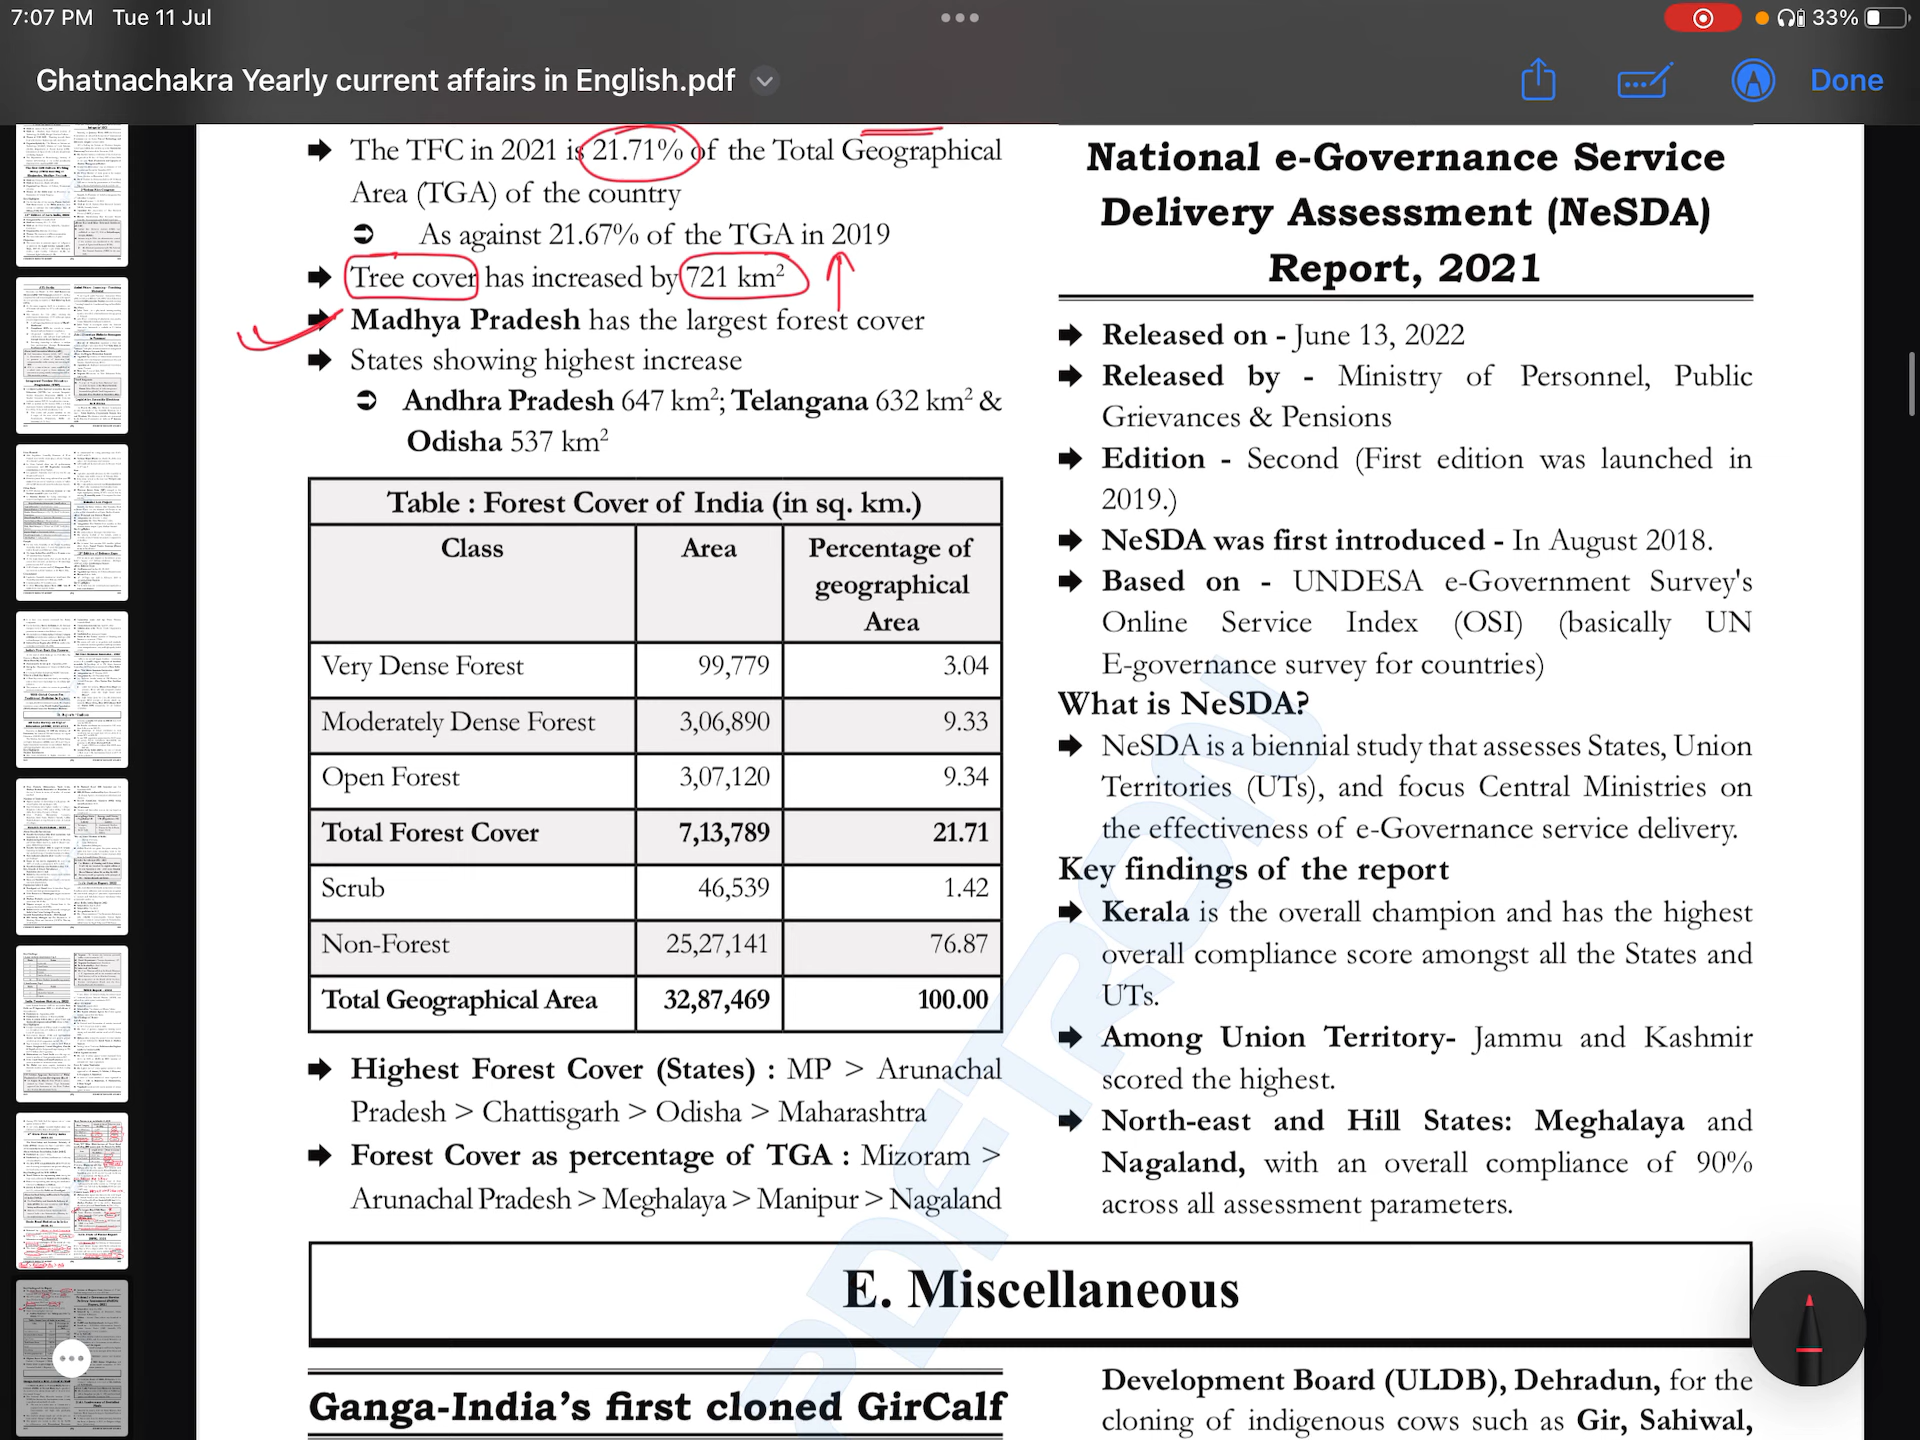 7:07 PM Tue 11 Jul
33%
Ghatnachakra Yearly current affairs in English.pdf
Done
The TFC in 2021 is 21.71% of the Total Geographical
Area (TGA) of the country
As against 21.67% of the TGA in 2019
Tree cover has increased by 721 km²
Madhya Pradesh has the largest forest cover
States showing highest increase
Andhra Pradesh 647 km²; Telangana 632 km² &
Odisha 537 km²
Table : Forest Cover of India (in sq. km.)
Class Area Percentage of
geographical
Area
Very Dense Forest 99,779 3.04
Moderately Dense Forest 3,06,890 9.33
Open Forest 3,07,120 9.34
Total Forest Cover 7,13,789 21.71
Scrub 46,539 1.42
Non-Forest 25,27,141 76.87
Total Geographical Area 32,87,469 100.00
Highest Forest Cover (States) : MP > Arunachal
Pradesh > Chattisgarh > Odisha > Maharashtra
Forest Cover as percentage of TGA : Mizoram >
Arunachal Pradesh > Meghalaya > Manipur > Nagaland
National e-Governance Service
Delivery Assessment (NeSDA)
Report, 2021
Released on - June 13, 2022
Released by - Ministry of Personnel, Public
Grievances & Pensions
Edition - Second (First edition was launched in
2019.)
NeSDA was first introduced - In August 2018.
Based on - UNDESA e-Government Survey's
Online Service Index (OSI) (basically UN
E-governance survey for countries)
What is NeSDA?
NeSDA is a biennial study that assesses States, Union
Territories (UTs), and focus Central Ministries on
the effectiveness of e-Governance service delivery.
Key findings of the report
Kerala is the overall champion and has the highest
overall compliance score amongst all the States and
UTs.
Among Union Territory- Jammu and Kashmir
scored the highest.
North-east and Hill States: Meghalaya and
Nagaland, with an overall compliance of 90%
across all assessment parameters.
E. Miscellaneous
Ganga-India's first cloned GirCalf
Development Board (ULDB), Dehradun, for the
cloning of indigenous cows such as Gir, Sahiwal,